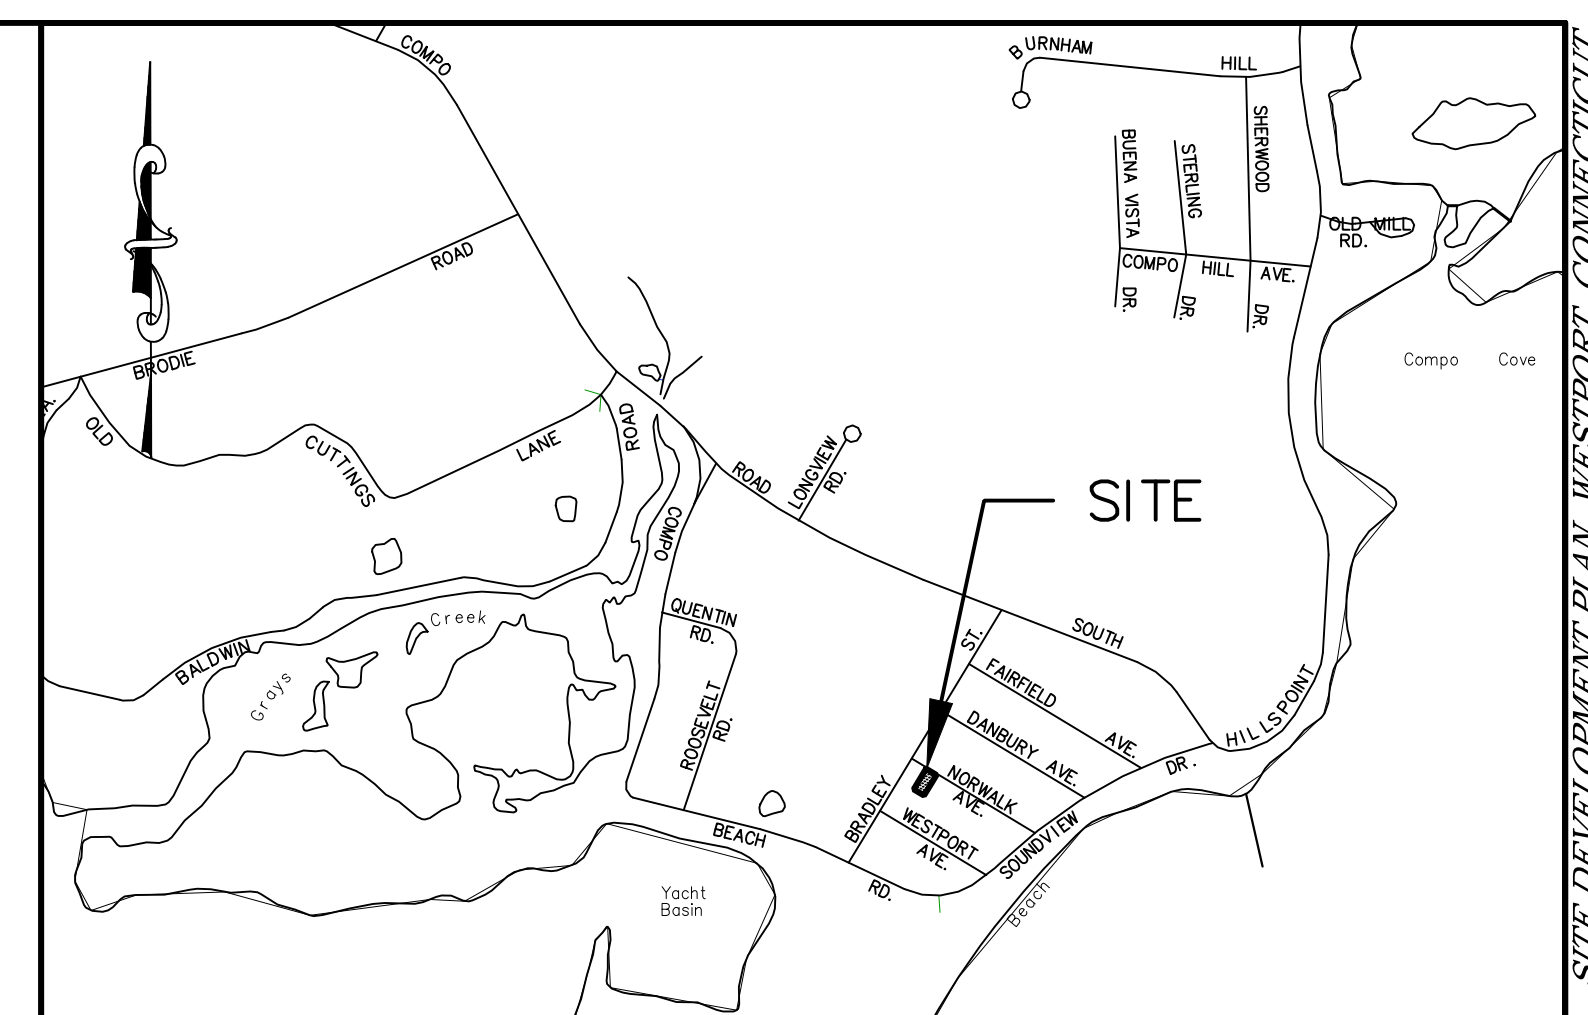 COMPO
BURNHAM
HILL
SHERWOOD
DR.
BUENA VISTA
DR.
STERLING
DR.
COMPO HILL AVE.
OLD MILL
RD.
ROAD
BRODIE
OLD
CUTTINGS
LANE
ROAD
ROAD
LONGVIEW
RD.
Compo Cove
SITE
COMPO
QUENTIN
RD.
Creek
BALDWIN
Grays
ROOSEVELT
RD.
ST.
SOUTH
FAIRFIELD
AVE.
DANBURY AVE.
HILLSPOINT
DR.
NORWALK
AVE.
BRADLEY
WESTPORT
AVE.
SOUNDVIEW
BEACH
RD.
Beach
Yacht
Basin
SITE DEVELOPMENT PLAN WESTPORT CONNECTICUT